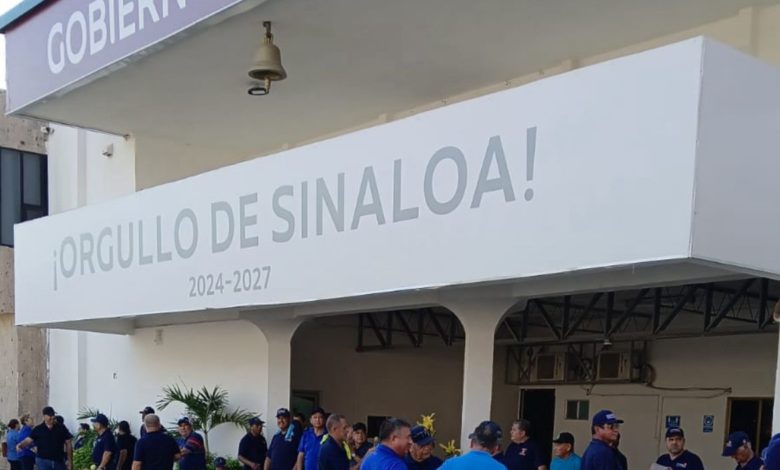 GOBIERN
¡ORGULLO DE SINALOA!
2024-2027